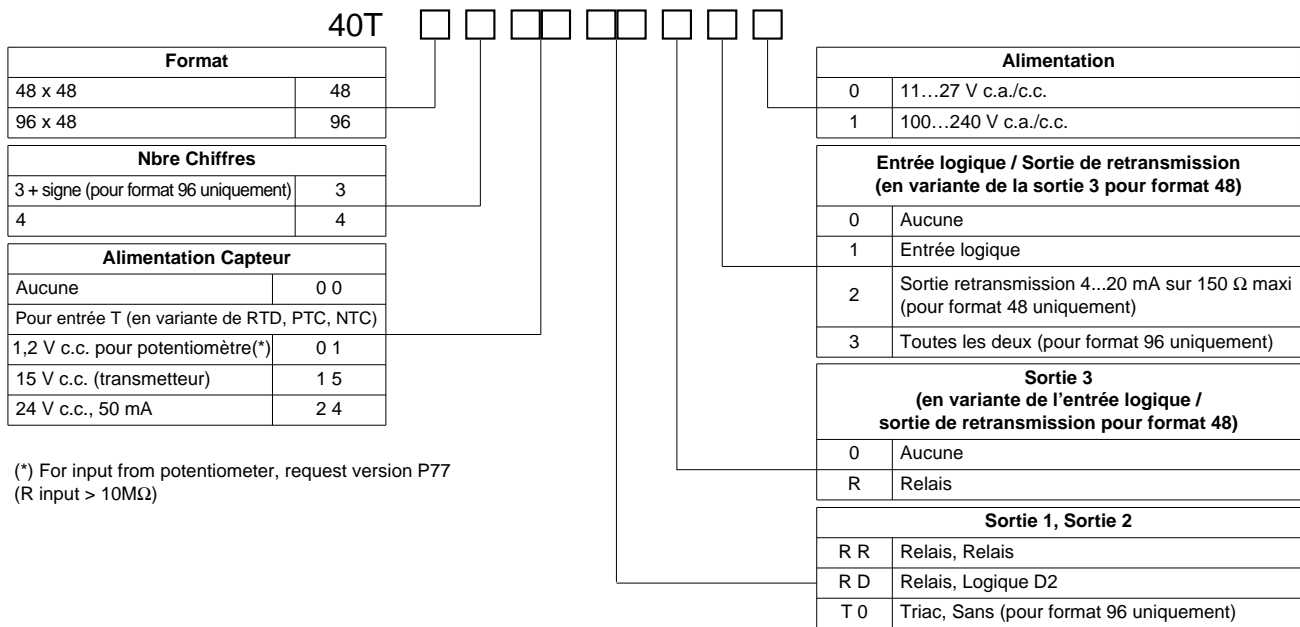 40T
Format
48 x 48 48
96 x 48 96
Nbre Chiffres
3 + signe (pour format 96 uniquement) 3
4 4
Alimentation Capteur
Aucune 0 0
Pour entrée T (en variante de RTD, PTC, NTC)
1,2 V c.c. pour potentiomètre(*) 0 1
15 V c.c. (transmetteur) 1 5
24 V c.c., 50 mA 2 4
(*) For input from potentiometer, request version P77
(R input > 10MΩ)
Alimentation
0 11…27 V c.a./c.c.
1 100…240 V c.a./c.c.
Entrée logique / Sortie de retransmission
(en variante de la sortie 3 pour format 48)
0 Aucune
1 Entrée logique
2 Sortie retransmission 4...20 mA sur 150 Ω maxi
(pour format 48 uniquement)
3 Toutes les deux (pour format 96 uniquement)
Sortie 3
(en variante de l'entrée logique /
sortie de retransmission pour format 48)
0 Aucune
R Relais
Sortie 1, Sortie 2
R R Relais, Relais
R D Relais, Logique D2
T 0 Triac, Sans (pour format 96 uniquement)